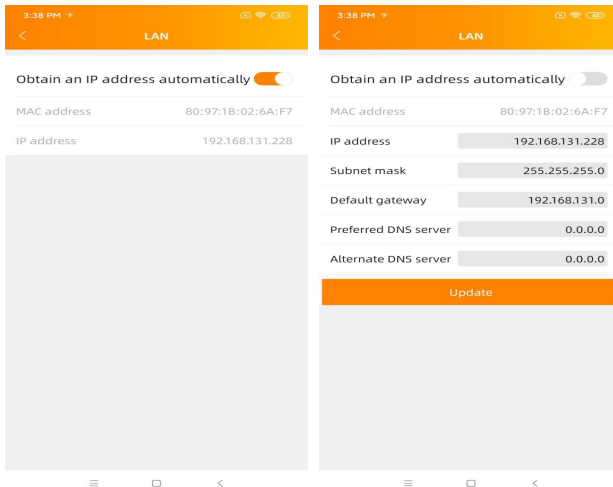 3:38 PM
LAN
Obtain an IP address automatically
MAC address 80:97:1B:02:6A:F7
IP address 192.168.131.228
3:38 PM
LAN
Obtain an IP address automatically
MAC address 80:97:1B:02:6A:F7
IP address 192.168.131.228
Subnet mask 255.255.255.0
Default gateway 192.168.131.0
Preferred DNS server 0.0.0.0
Alternate DNS server 0.0.0.0
Update